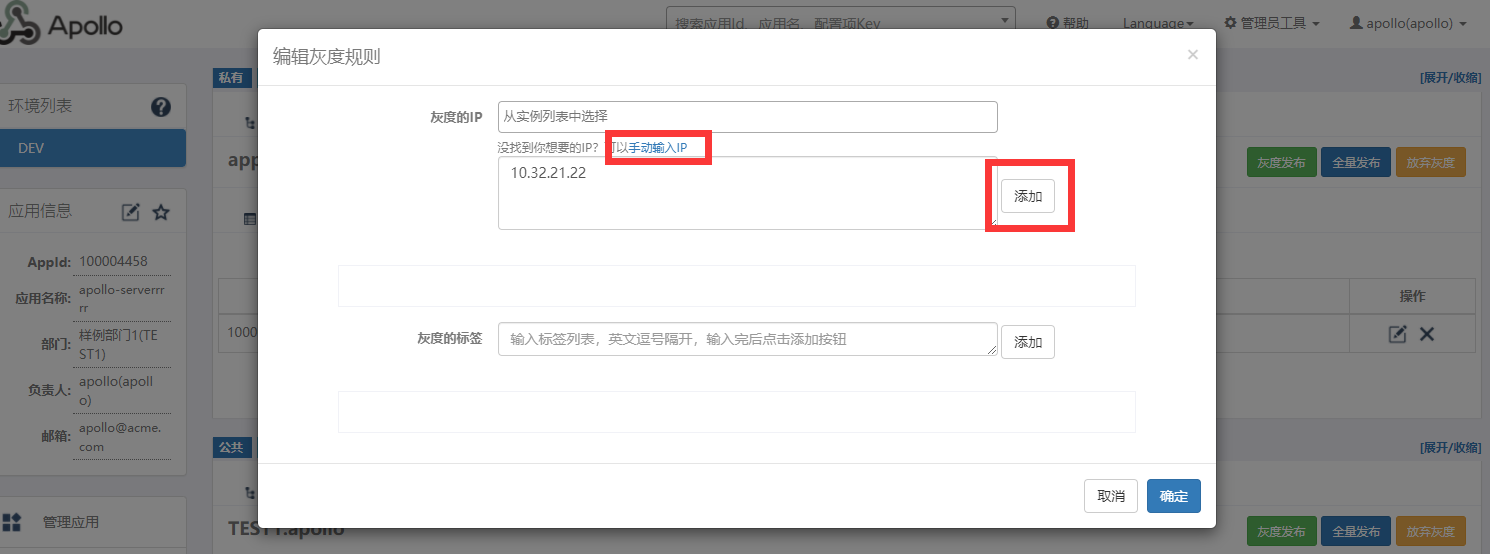 Apollo
搜索应用Id、应用名、配置项Key
帮助
Language
管理员工具
apollo(apollo)
编辑灰度规则
×
私有
[展开/收缩]
环境列表
DEV
灰度的IP
从实例列表中选择
没找到你想要的IP？可以手动输入IP
10.32.21.22
添加
app
灰度发布
全量发布
放弃灰度
应用信息
AppId:
100004458
应用名称:
apollo-serverrr
rr
部门:
样例部门1(TE
ST1)
负责人:
apollo(apoll
o)
邮箱:
apollo@acme.
com
操作
1000
灰度的标签
输入标签列表，英文逗号隔开，输入完后点击添加按钮
添加
公共
[展开/收缩]
取消
确定
管理应用
TEST1.apollo
灰度发布
全量发布
放弃灰度